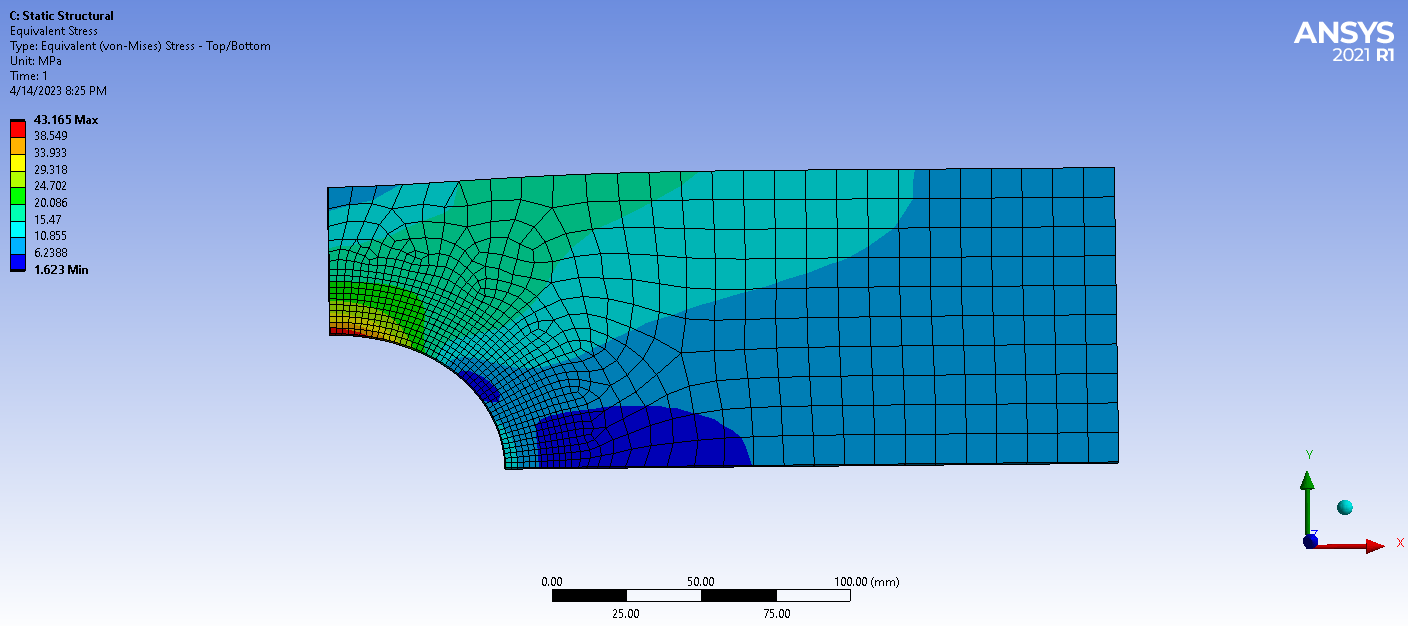 C: Static Structural
Equivalent Stress
Type: Equivalent (von-Mises) Stress - Top/Bottom
Unit: MPa
Time: 1
4/14/2023 8:25 PM
ANSYS
2021 R1
43.165 Max
38.549
33.933
29.318
24.702
20.086
15.47
10.855
6.2388
1.623 Min
Y
Z
X
0.00 50.00 100.00 (mm)
25.00 75.00